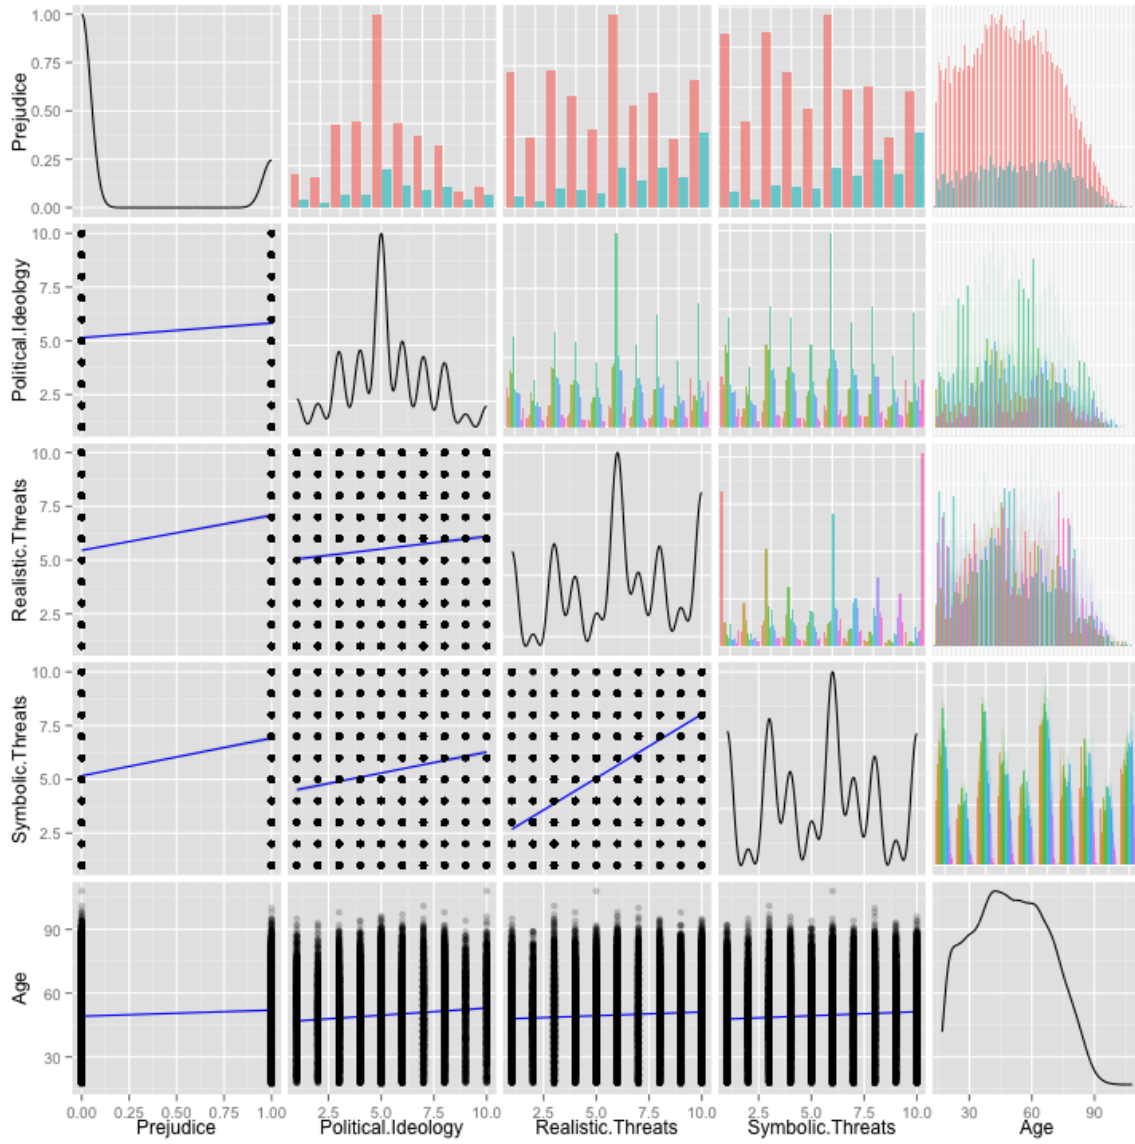 Prejudice
1.00
0.75
0.50
0.25
0.00
Political.Ideology
10.0
7.5
5.0
2.5
Realistic.Threats
10.0
7.5
5.0
2.5
Symbolic.Threats
10.0
7.5
5.0
2.5
Age
90
60
30
0.00 0.25 0.50 0.75 1.00 2.5 5.0 7.5 10.0 2.5 5.0 7.5 10.0 2.5 5.0 7.5 10.0 30 60 90
Prejudice Political.Ideology Realistic.Threats Symbolic.Threats Age